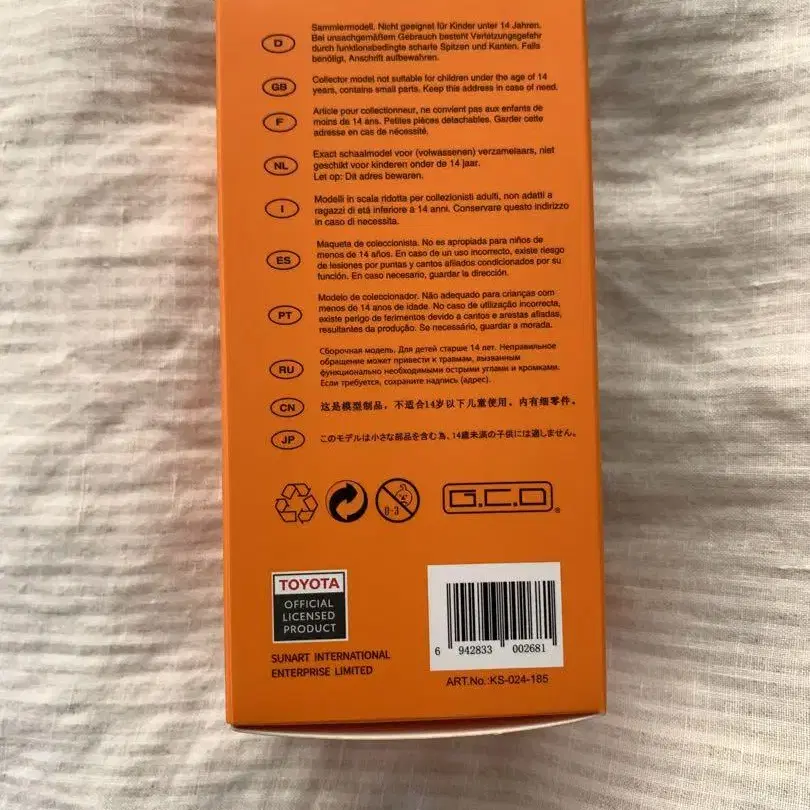 D
Sammlermodell. Nicht geeignet für Kinder unter 14 Jahren.
Bei unsachgemäßem Gebrauch besteht Verletzungsgefahr
durch funktionsbedingte scharfe Spitzen und Kanten. Falls
benötigt, Anschrift aufbewahren.
GB
Collector model not suitable for children under the age of 14
years, contains small parts. Keep this address in case of need.
F
Article pour collectionneur, ne convient pas aux enfants de
moins de 14 ans. Petites pièces détachables. Garder cette
adresse en cas de nécessité.
NL
Exact schaalmodel voor (volwassenen) verzamelaars, niet
geschikt voor kinderen onder de 14 jaar.
Let op: Dit adres bewaren.
I
Modelli in scala ridotta per collezionisti adulti, non adatti a
ragazzi di etá inferiore a 14 anni. Conservare questo indirizzo
in caso di necessita.
ES
Maqueta de coleccionista. No es apropiada para niños de
menos de 14 años. En caso de un uso incorrecto, existe riesgo
de lesiones por puntas y cantos afilados condicionados por su
función. En caso necesario, guardar la dirección.
PT
Modelo de coleccionador. Não adequado para crianças com
menos de 14 anos de idade. No caso de utilização incorrecta,
existe perigo de ferimentos devido a cantos e arestas afiadas,
resultantes da produção. Se necessário, guardar a morada.
RU
Сборочная модель. Для детей старше 14 лет. Неправильное
обращение может привести к травмам, вызванным
функционально необходимыми острыми углами и кромками.
Если требуется, сохраните надпись (адрес).
CN
这是模型制品，不适合14岁以下儿童使用。内有细零件。
JP
このモデルは小さな部品を含む為、14歳未満の子供には適しません。
0-3
G.C.D®
TOYOTA
OFFICIAL
LICENSED
PRODUCT
SUNART INTERNATIONAL
ENTERPRISE LIMITED
6 942833 002681
ART.No.:KS-024-185